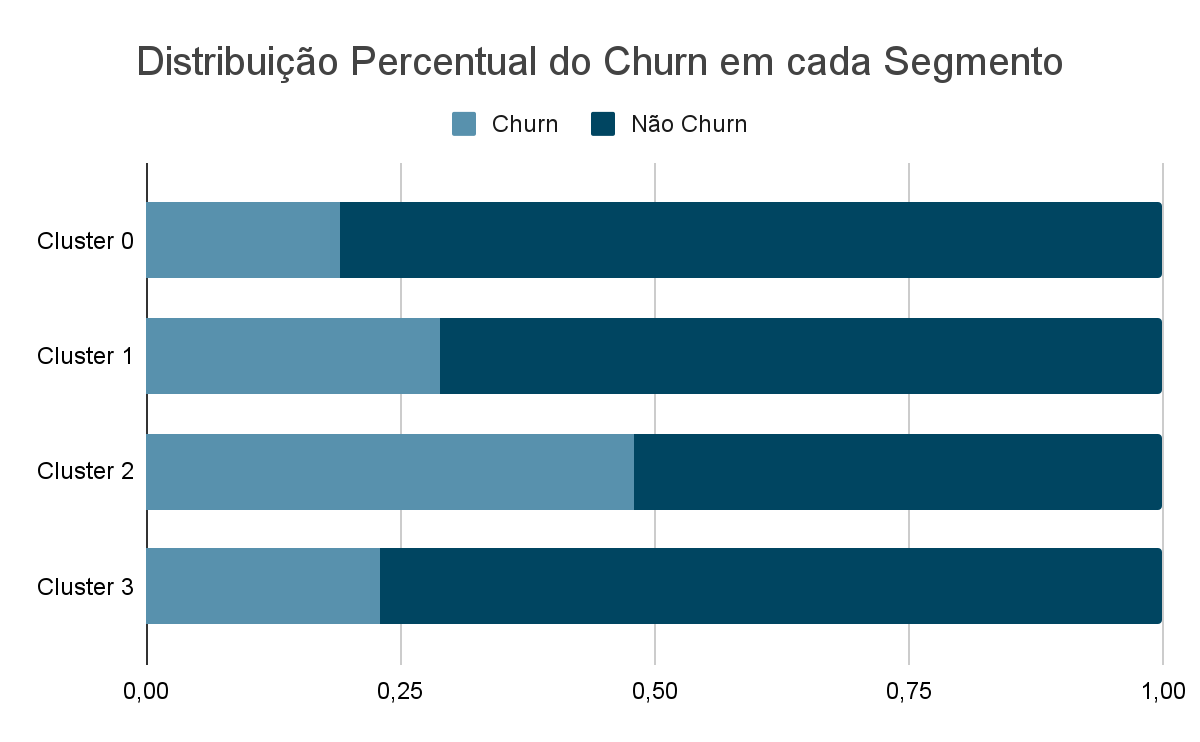 Distribuição Percentual do Churn em cada Segmento
Churn Não Churn
Cluster 0
Cluster 1
Cluster 2
Cluster 3
0,00 0,25 0,50 0,75 1,00